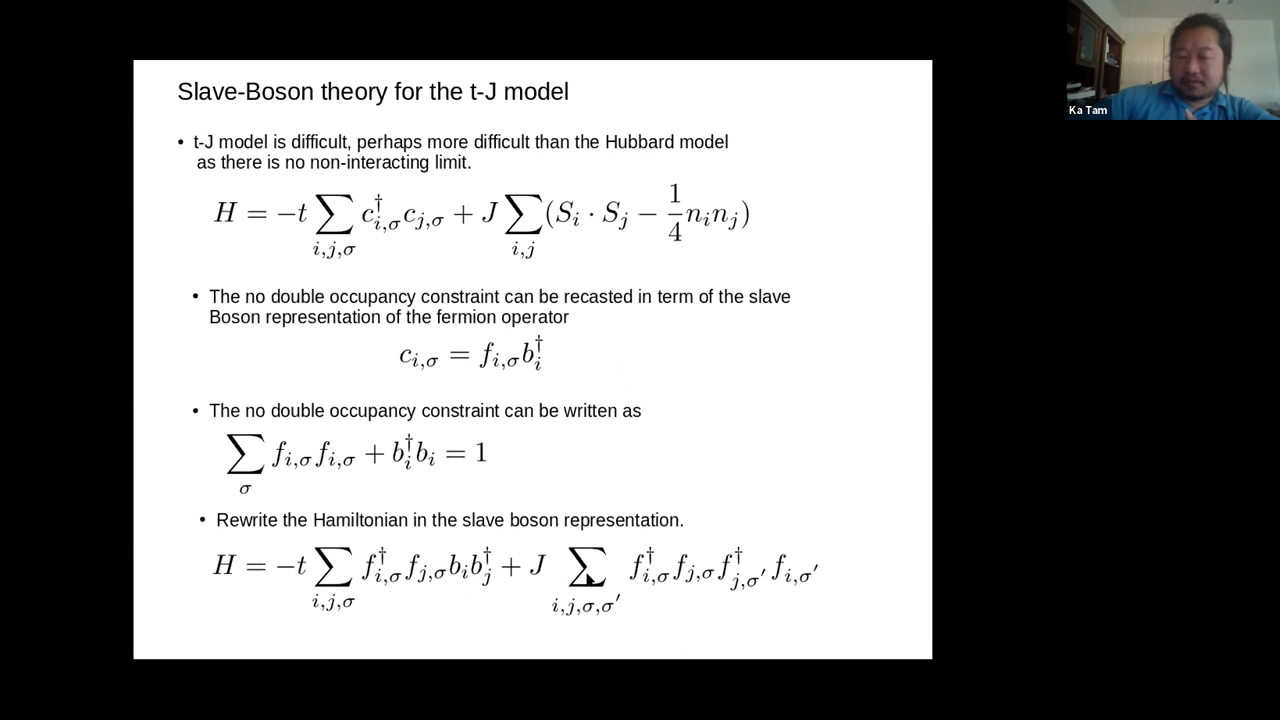 Slave-Boson theory for the t-J model
• t-J model is difficult, perhaps more difficult than the Hubbard model
as there is no non-interacting limit.
H = −t ∑_{i,j,σ} c†_{i,σ} c_{j,σ} + J ∑_{i,j} (S_i · S_j − 1/4 n_i n_j)
• The no double occupancy constraint can be recasted in term of the slave
Boson representation of the fermion operator
c_{i,σ} = f_{i,σ} b†_i
• The no double occupancy constraint can be written as
∑_σ f_{i,σ} f_{i,σ} + b†_i b_i = 1
• Rewrite the Hamiltonian in the slave boson representation.
H = −t ∑_{i,j,σ} f†_{i,σ} f_{j,σ} b_i b†_j + J ∑_{i,j,σ,σ′} f†_{i,σ} f_{j,σ} f†_{j,σ′} f_{i,σ′}
Ka Tam